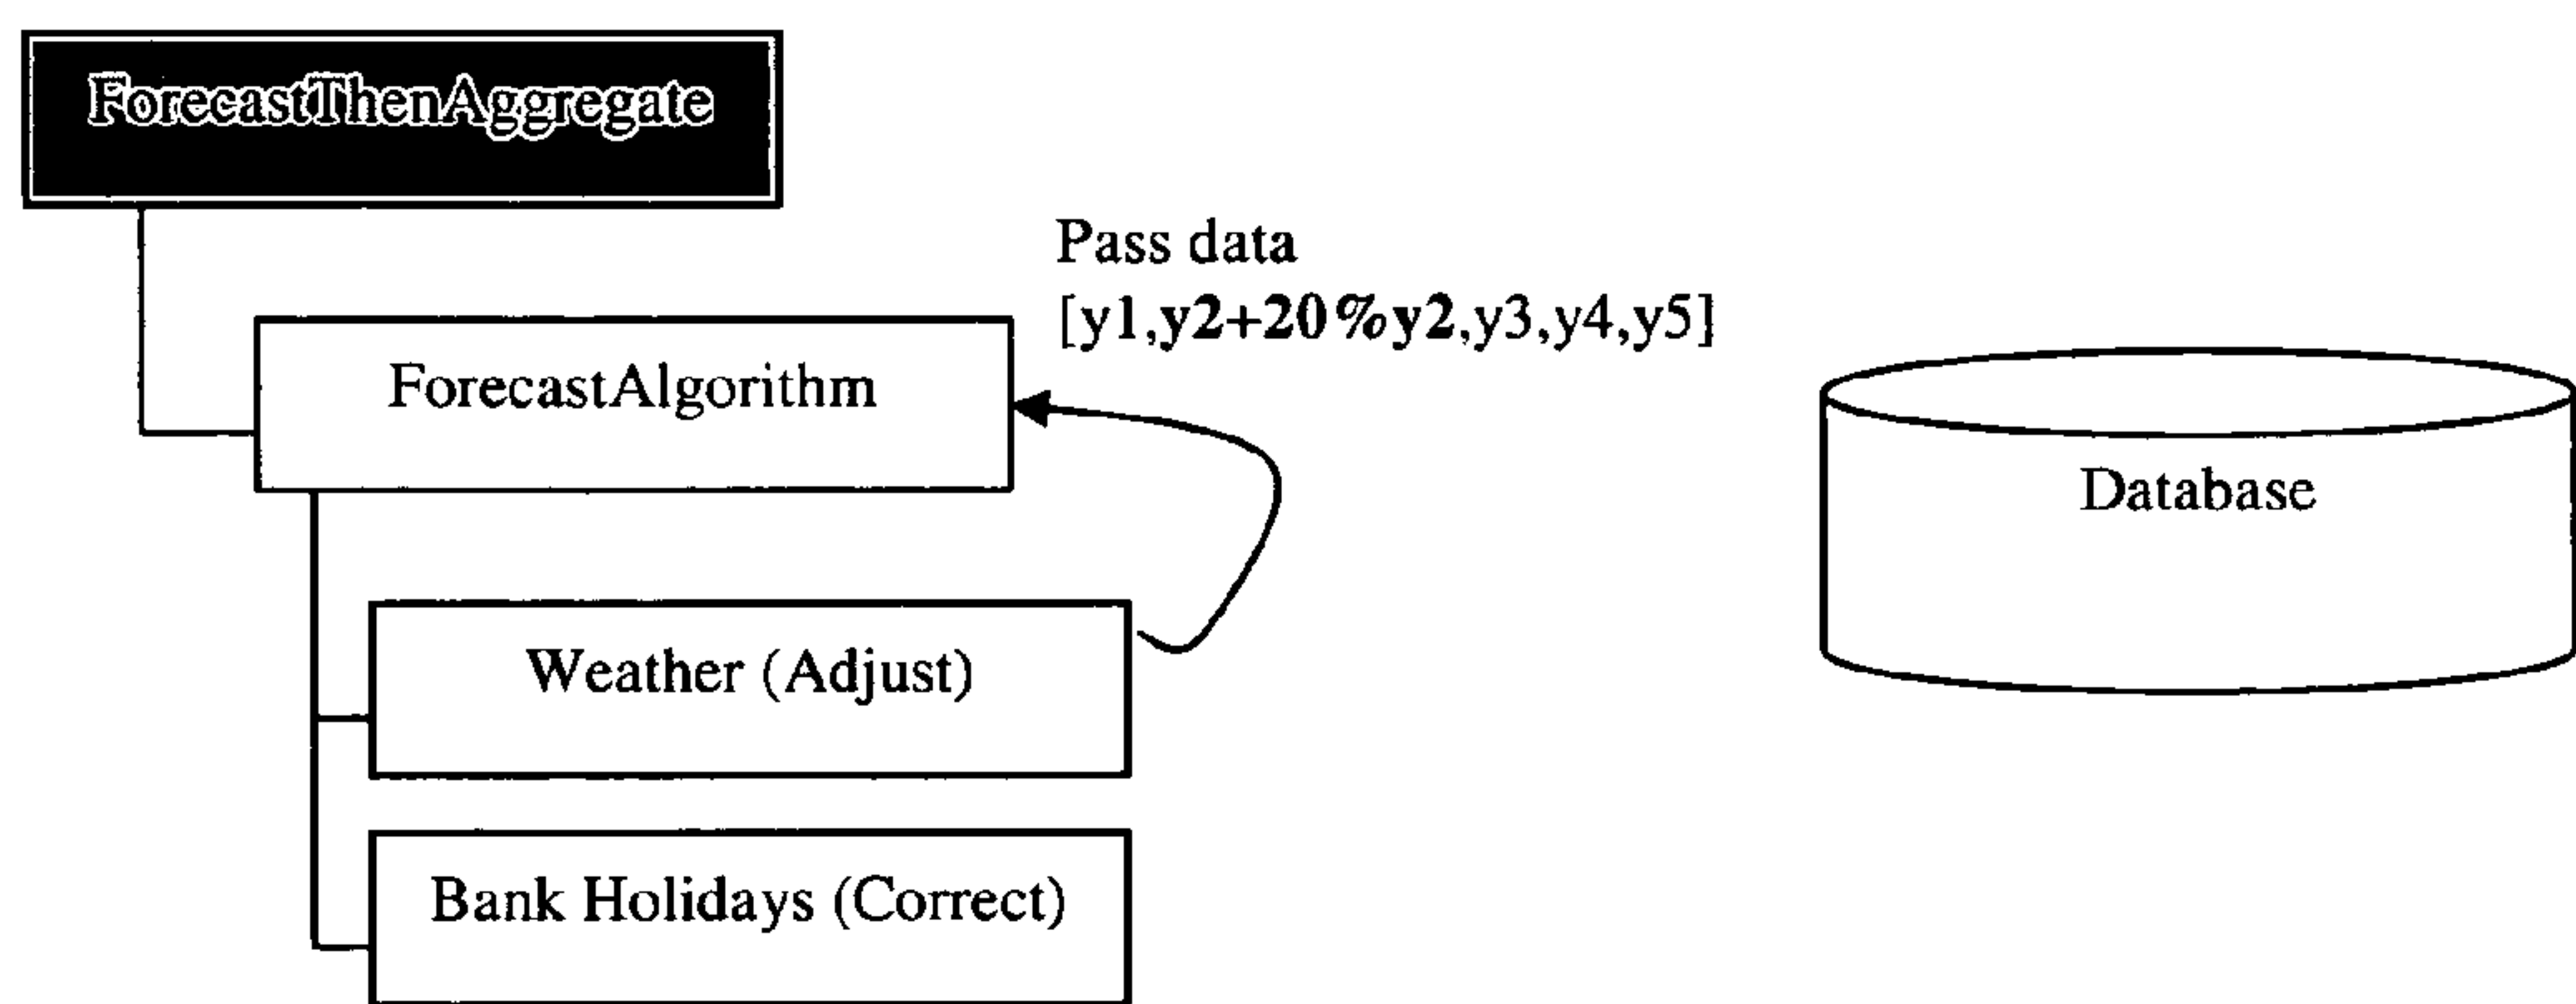 ForecastThenAggregate
Pass data
[y1,y2+20%y2,y3,y4,y5]
ForecastAlgorithm
Database
Weather (Adjust)
Bank Holidays (Correct)